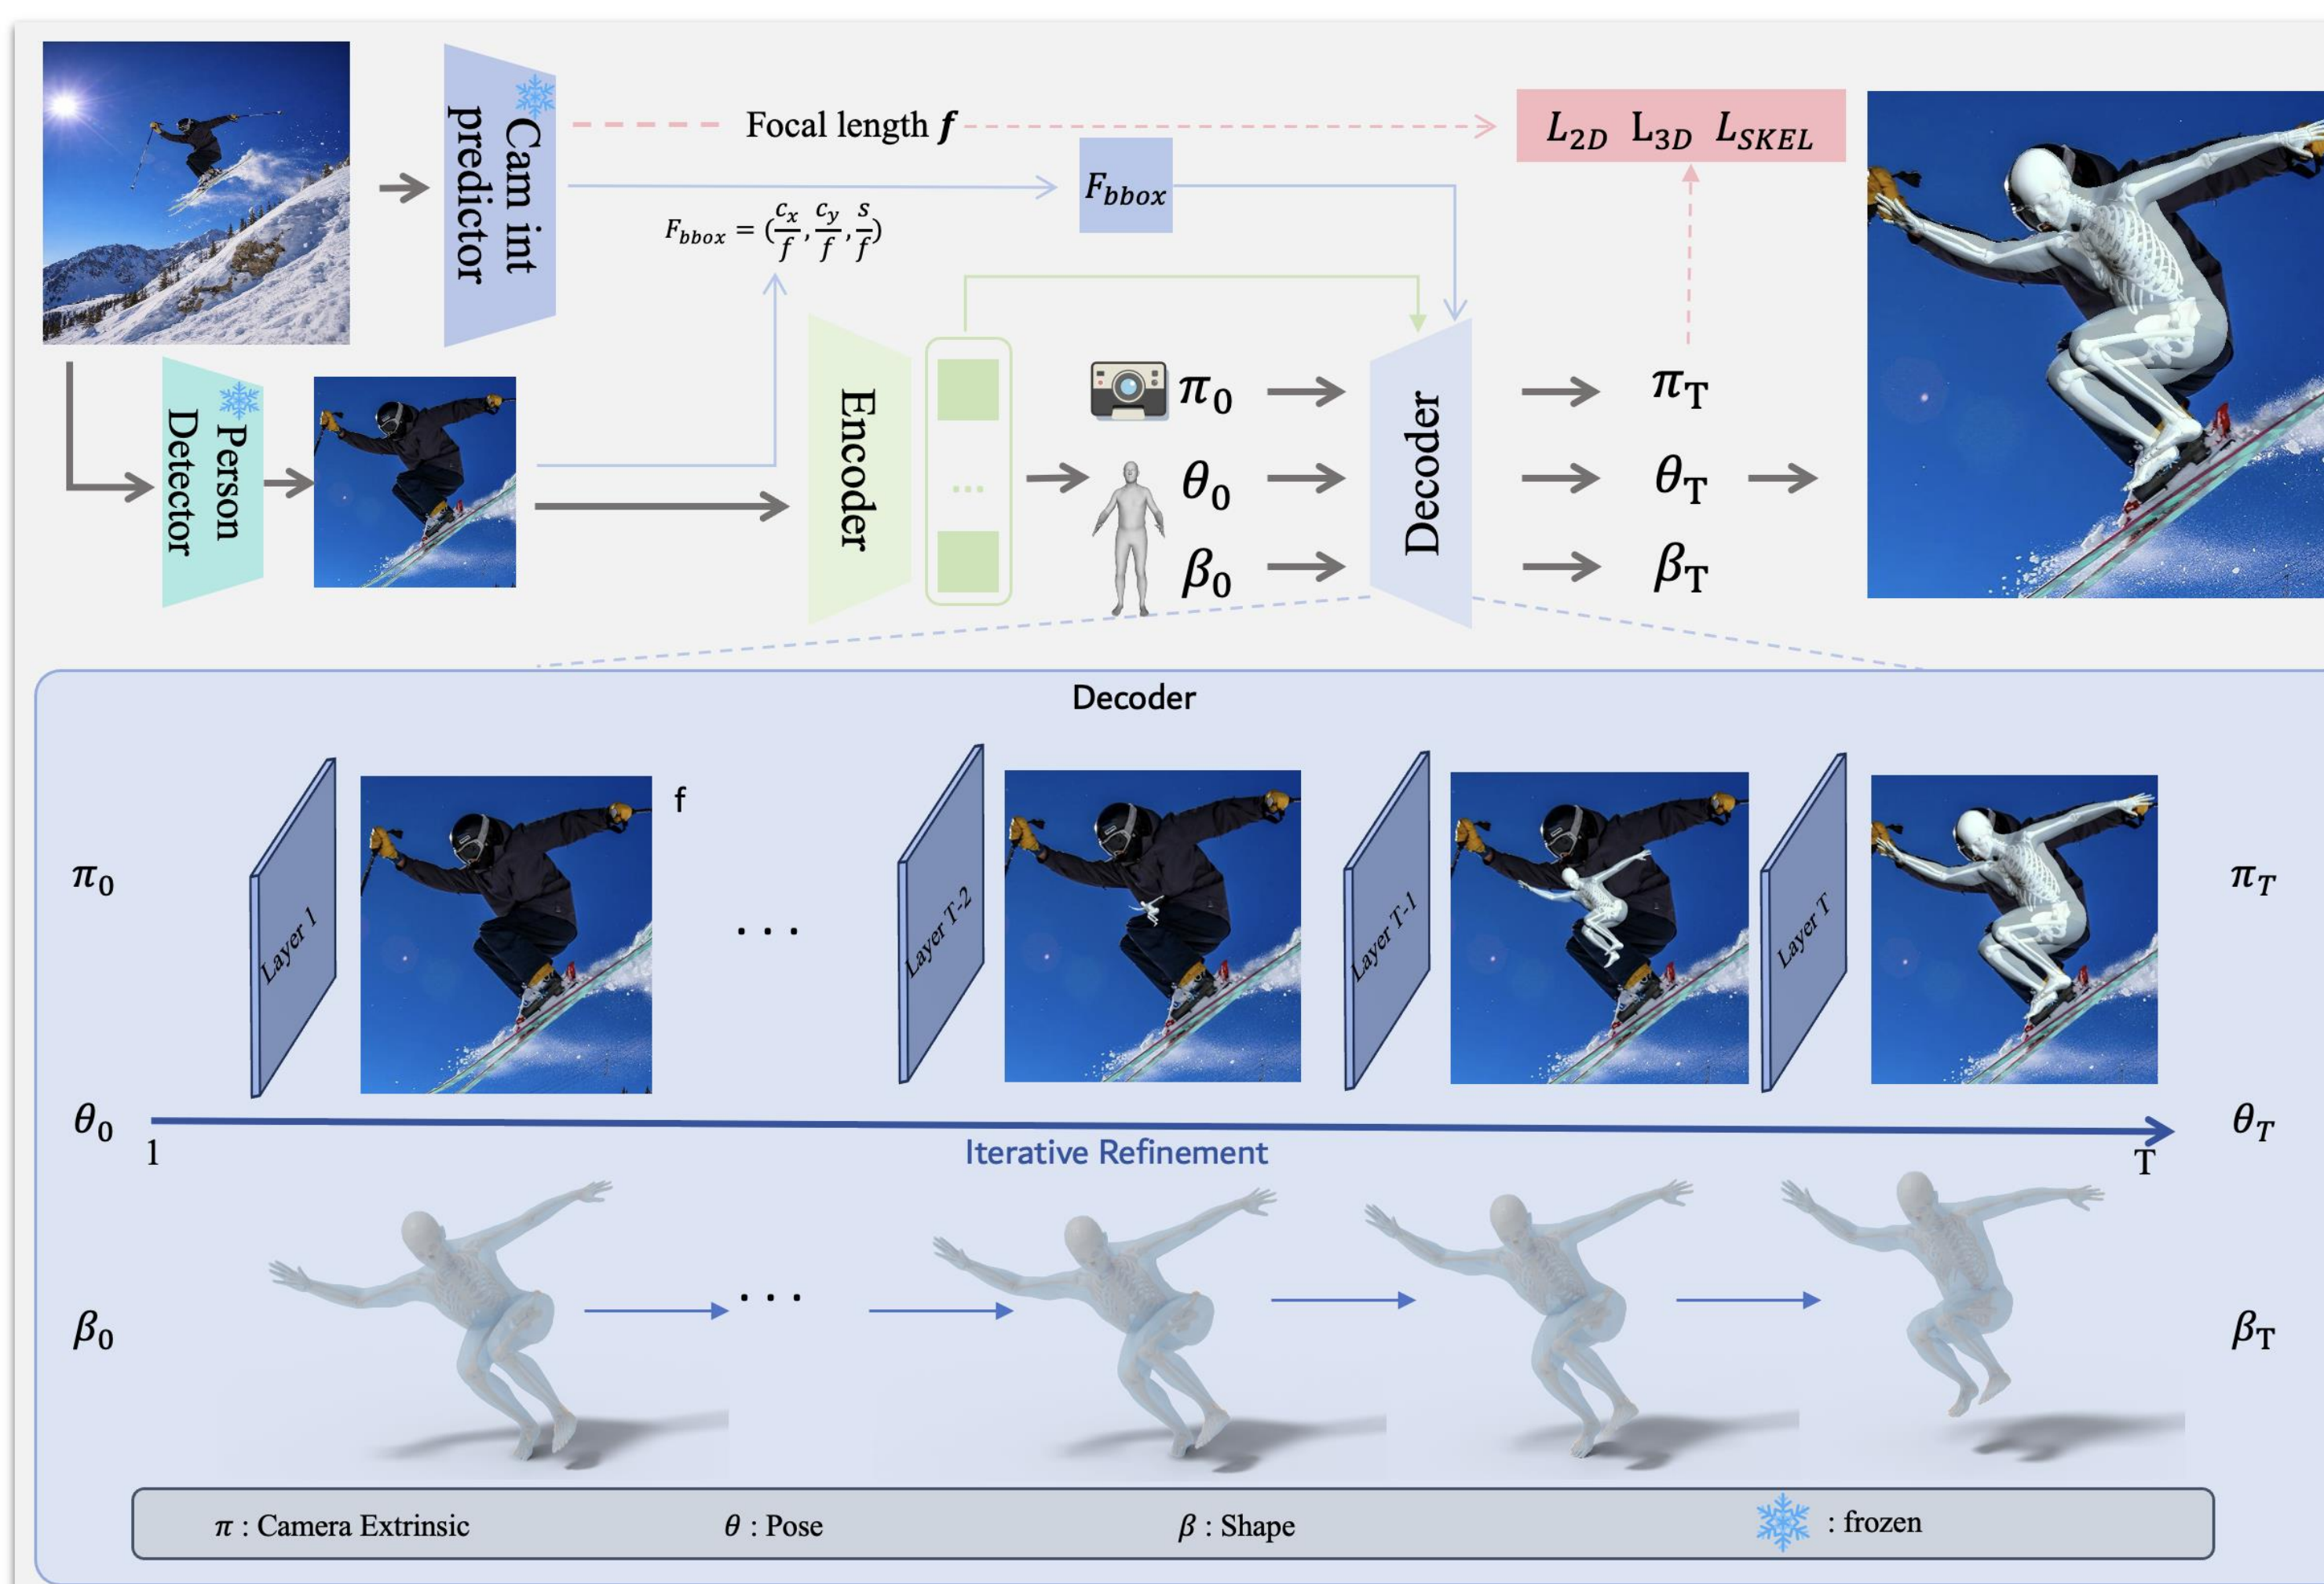 Cam int
predictor
Focal length f
L2D L3D LSKEL
Fbbox
Fbbox = (cx/f, cy/f, s/f)
Person
Detector
Encoder
...
π0
θ0
β0
Decoder
πT
θT
βT
Decoder
Layer 1
f
...
Layer T-2
Layer T-1
Layer T
π0
πT
θ0
θT
1
Iterative Refinement
T
...
β0
βT
π : Camera Extrinsic
θ : Pose
β : Shape
: frozen